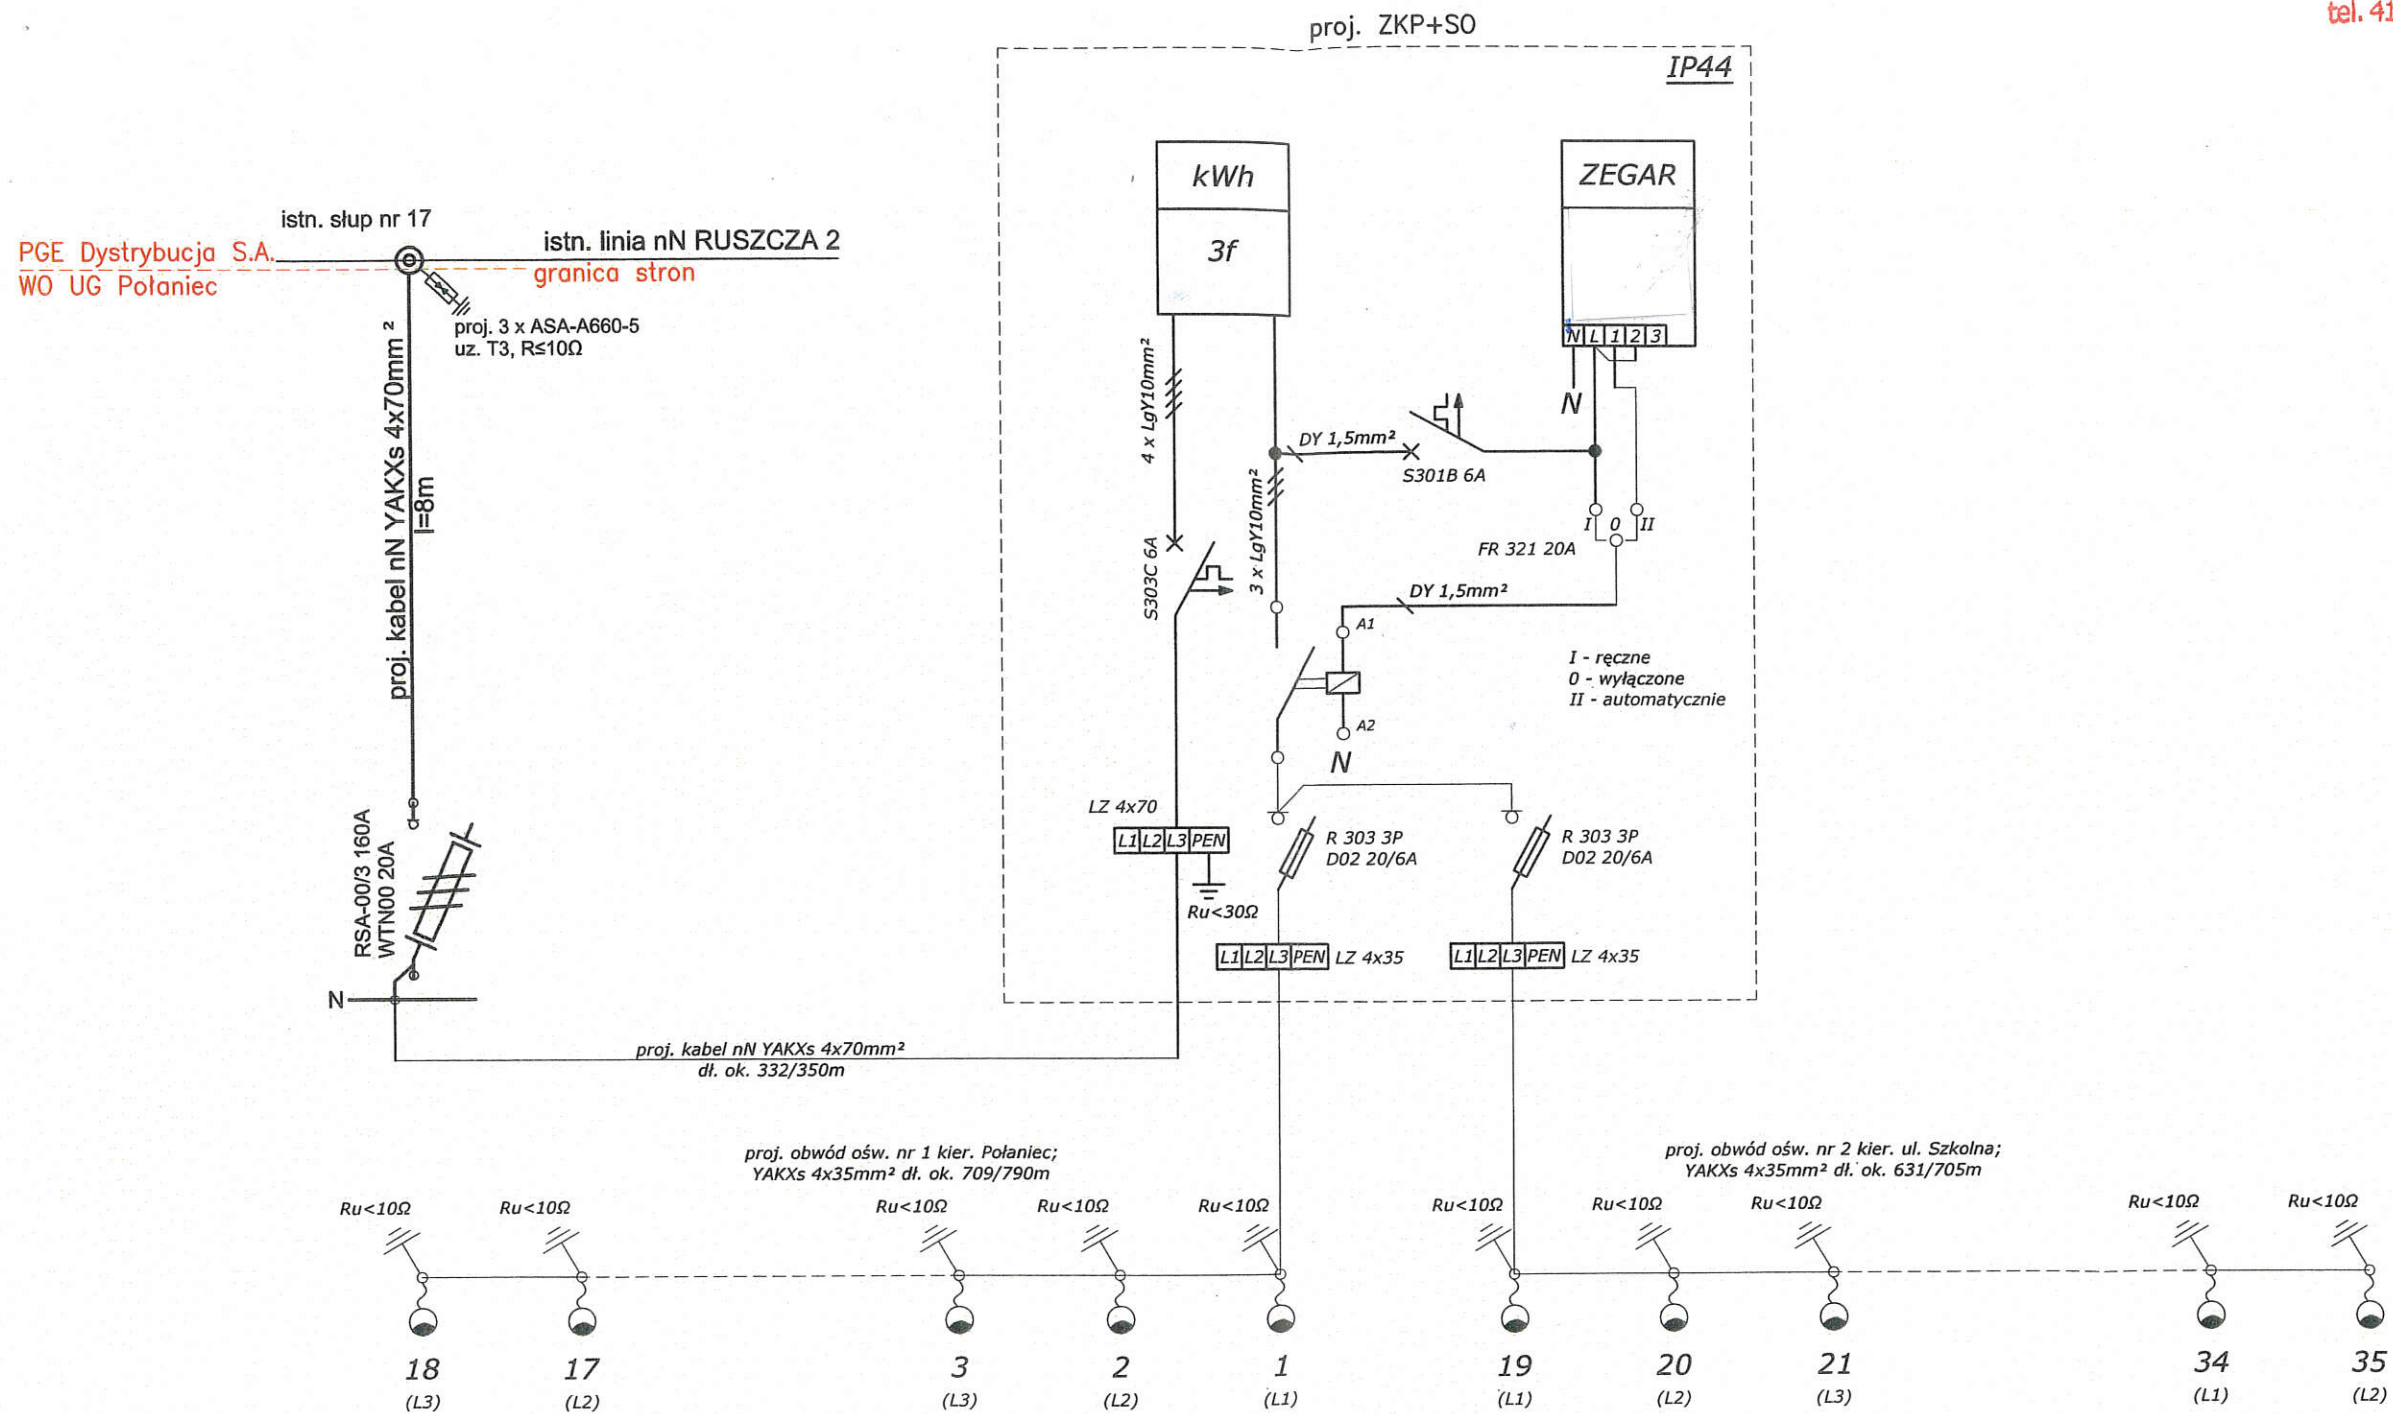 tel. 41
proj. ZKP+SO
IP44
kWh
3f
ZEGAR
N L 1 2 3
N
istn. słup nr 17
PGE Dystrybucja S.A.
istn. linia nN RUSZCZA 2
WO UG Połaniec
granica stron
proj. 3 x ASA-A660-5
uz. T3, R≤10Ω
proj. kabel nN YAKXs 4x70mm²
l=8m
4 x LgY10mm²
DY 1,5mm²
S301B 6A
3 x LgY10mm²
S303C 6A
I 0 II
FR 321 20A
DY 1,5mm²
A1
A2
N
I - ręczne
0 - wyłączone
II - automatycznie
LZ 4x70
L1 L2 L3 PEN
Ru<30Ω
R 303 3P
D02 20/6A
R 303 3P
D02 20/6A
L1 L2 L3 PEN LZ 4x35
L1 L2 L3 PEN LZ 4x35
RSA-00/3 160A
WTN00 20A
N
proj. kabel nN YAKXs 4x70mm²
dł. ok. 332/350m
proj. obwód ośw. nr 1 kier. Połaniec;
YAKXs 4x35mm² dł. ok. 709/790m
proj. obwód ośw. nr 2 kier. ul. Szkolna;
YAKXs 4x35mm² dł. ok. 631/705m
Ru<10Ω Ru<10Ω Ru<10Ω Ru<10Ω Ru<10Ω Ru<10Ω Ru<10Ω Ru<10Ω Ru<10Ω Ru<10Ω
18 17 3 2 1 19 20 21 34 35
(L3) (L2) (L3) (L2) (L1) (L1) (L2) (L3) (L1) (L2)